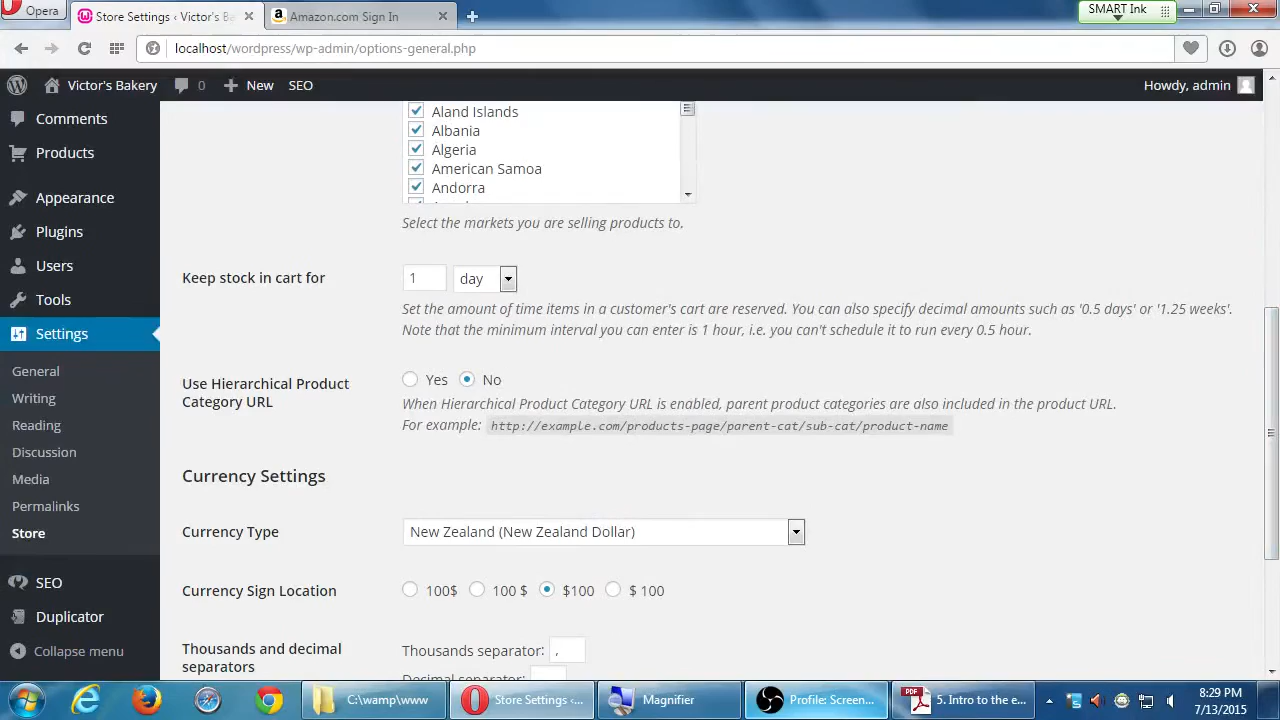 Opera
Store Settings ‹ Victor's Be
Amazon.com Sign In
SMART Ink
localhost/wordpress/wp-admin/options-general.php
Victor's Bakery
0
New
SEO
Howdy, admin
Comments
Products
Appearance
Plugins
Users
Tools
Settings
General
Writing
Reading
Discussion
Media
Permalinks
Store
SEO
Duplicator
Collapse menu
Aland Islands
Albania
Algeria
American Samoa
Andorra
Select the markets you are selling products to.
Keep stock in cart for
1
day
Set the amount of time items in a customer's cart are reserved. You can also specify decimal amounts such as '0.5 days' or '1.25 weeks'.
Note that the minimum interval you can enter is 1 hour, i.e. you can't schedule it to run every 0.5 hour.
Use Hierarchical Product
Category URL
Yes
No
When Hierarchical Product Category URL is enabled, parent product categories are also included in the product URL.
For example: http://example.com/products-page/parent-cat/sub-cat/product-name
Currency Settings
Currency Type
New Zealand (New Zealand Dollar)
Currency Sign Location
100$
100 $
$100
$ 100
Thousands and decimal
separators
Thousands separator: ,
Decimal separator:
C:\wamp\www
Store Settings ‹...
Magnifier
Profile: Screen...
PDF
5. Intro to the e...
8:29 PM
7/13/2015